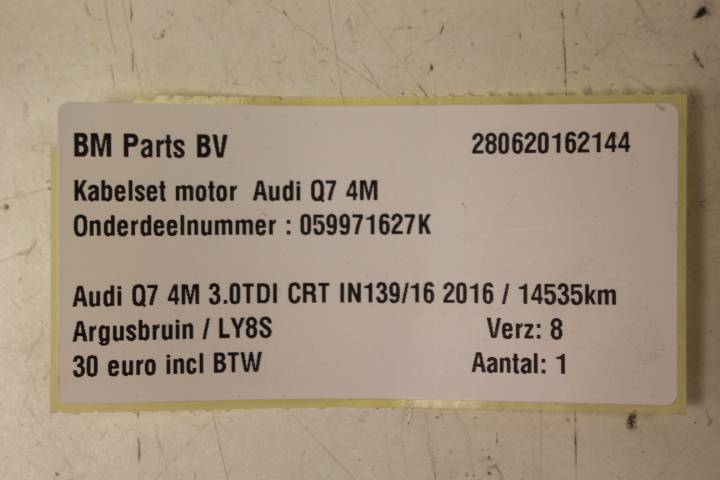 BM Parts BV 280620162144
Kabelset motor Audi Q7 4M
Onderdeelnummer : 059971627K
Audi Q7 4M 3.0TDI CRT IN139/16 2016 / 14535km
Argusbruin / LY8S Verz: 8
30 euro incl BTW Aantal: 1